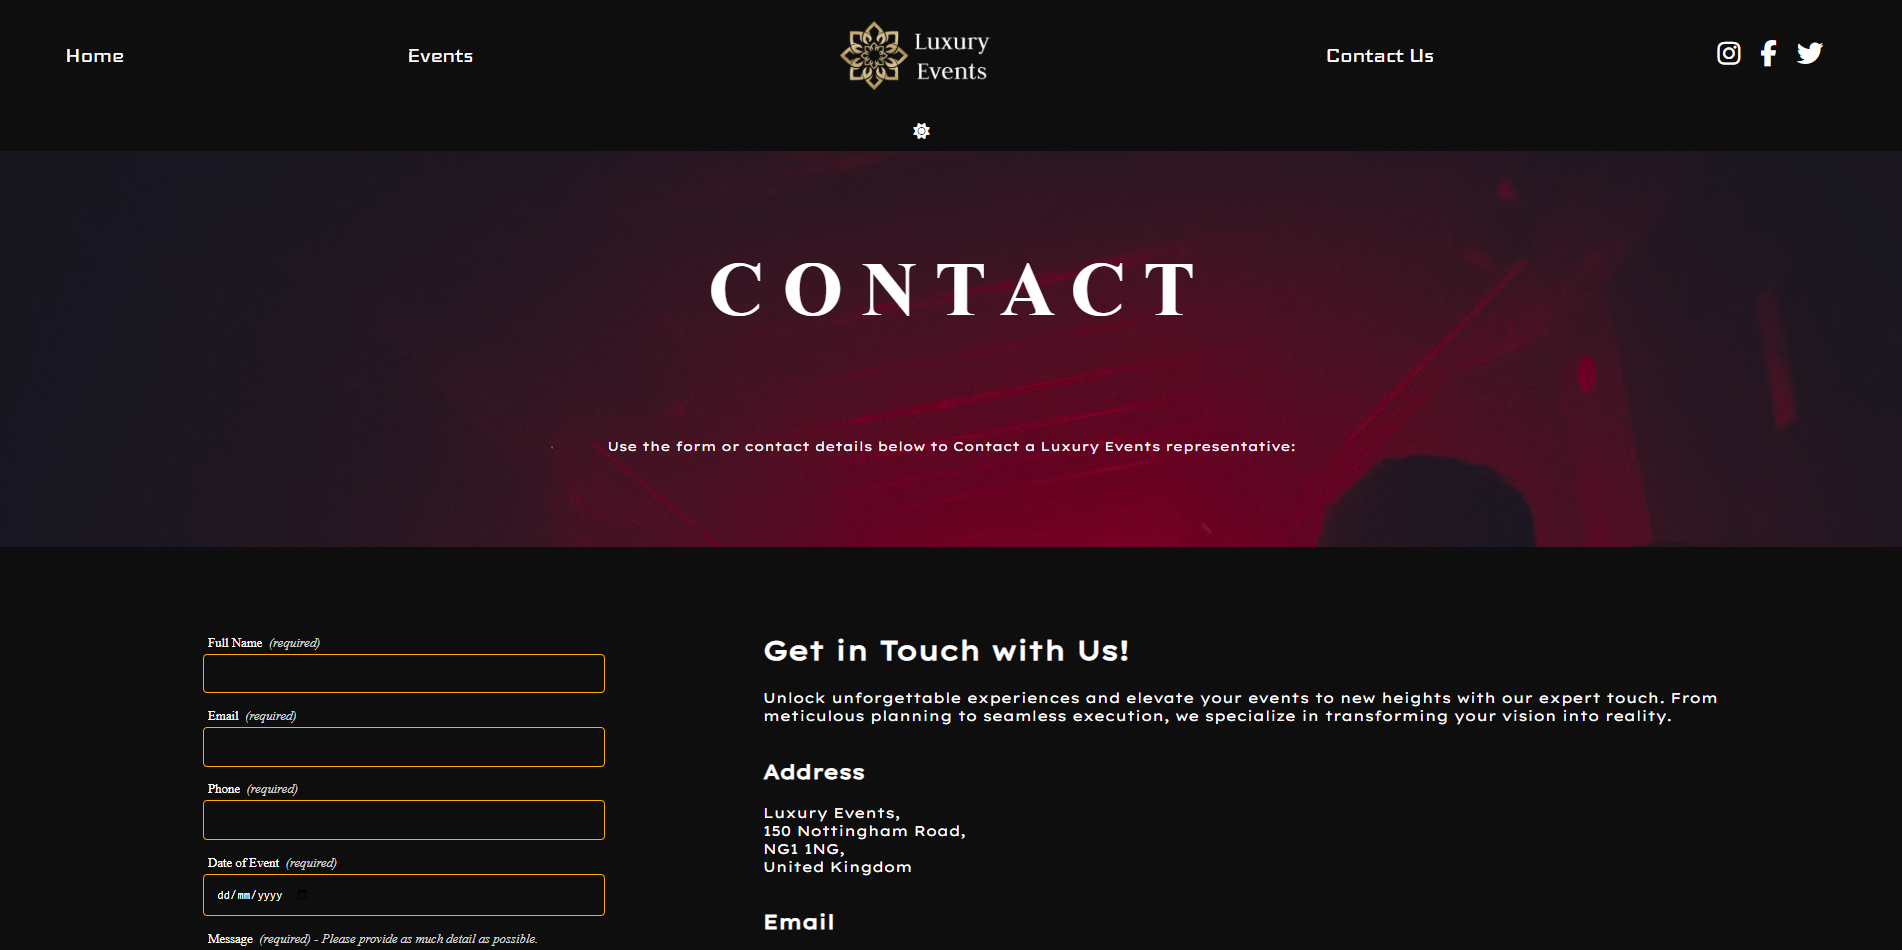 Home
Events
Luxury
Events
Contact Us
CONTACT
Use the form or contact details below to Contact a Luxury Events representative:
Full Name (required)
Email (required)
Phone (required)
Date of Event (required)
dd/mm/yyyy
Message (required) - Please provide as much detail as possible.
Get in Touch with Us!
Unlock unforgettable experiences and elevate your events to new heights with our expert touch. From
meticulous planning to seamless execution, we specialize in transforming your vision into reality.
Address
Luxury Events,
150 Nottingham Road,
NG1 1NG,
United Kingdom
Email